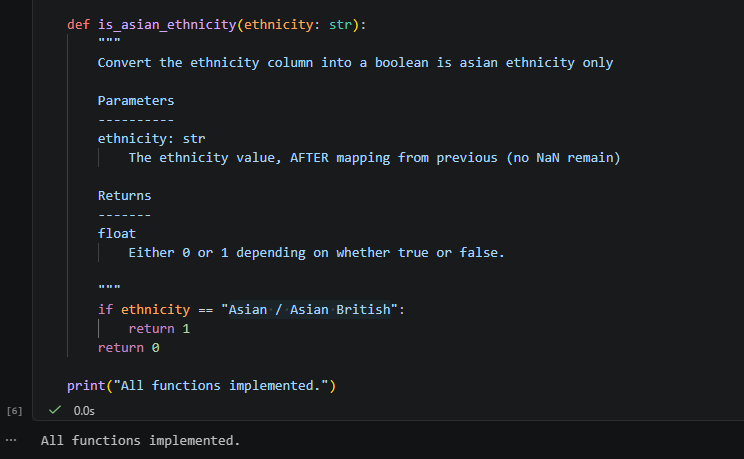 def is_asian_ethnicity(ethnicity: str):
"""
Convert the ethnicity column into a boolean is asian ethnicity only
Parameters
----------
ethnicity: str
The ethnicity value, AFTER mapping from previous (no NaN remain)
Returns
-------
float
Either 0 or 1 depending on whether true or false.
"""
if ethnicity == "Asian / Asian British":
return 1
return 0
print("All functions implemented.")
[6] 0.0s
... All functions implemented.